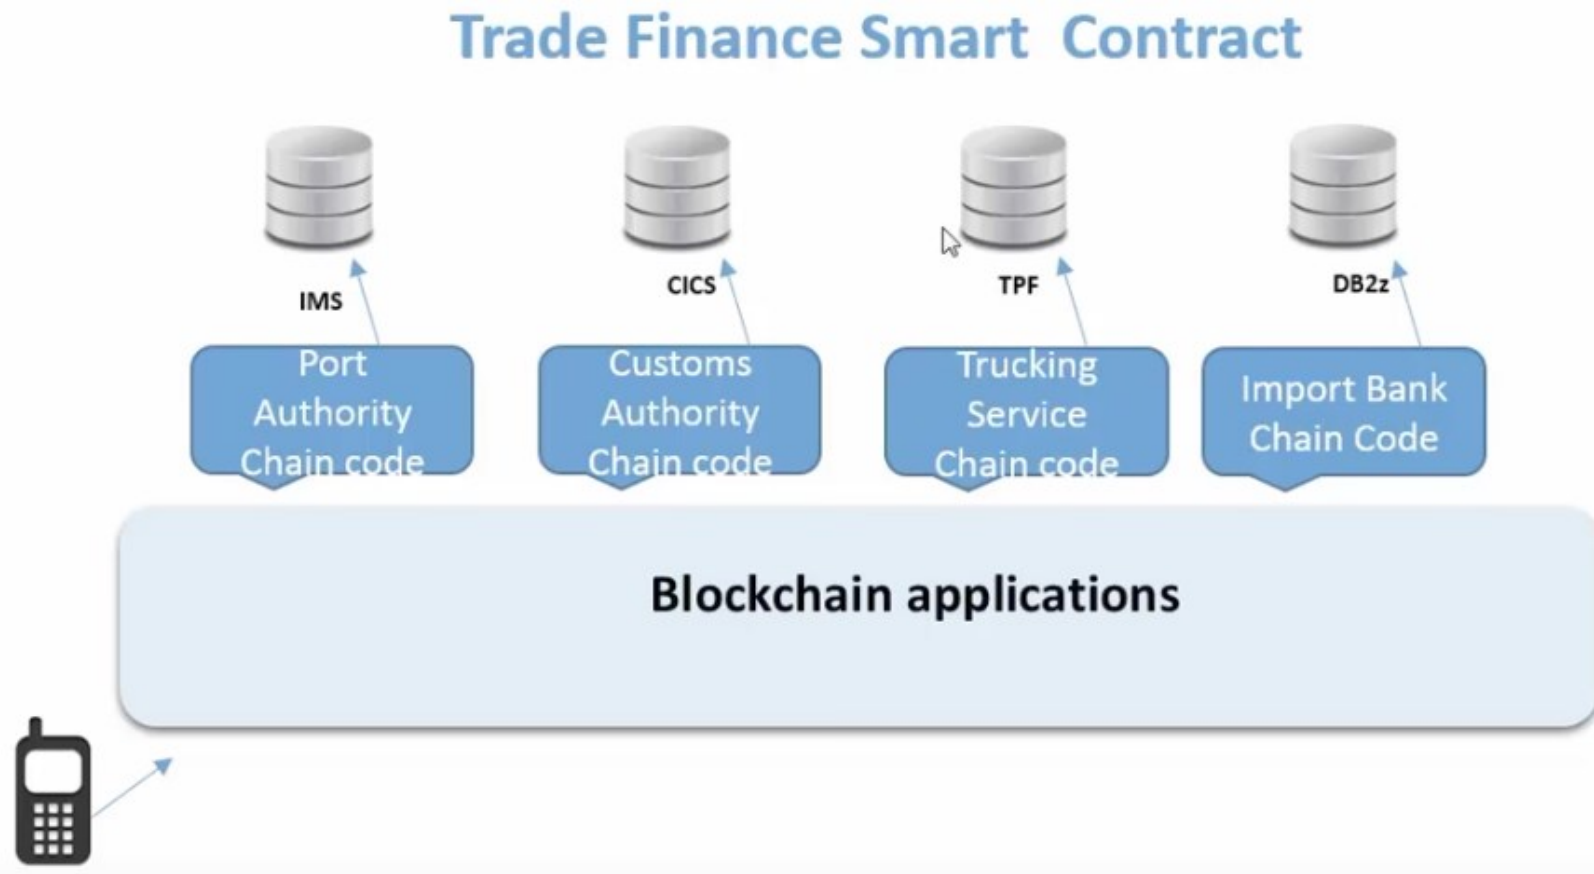 Trade Finance Smart Contract
IMS
CICS
TPF
DB2z
Port
Authority
Chain code
Customs
Authority
Chain code
Trucking
Service
Chain code
Import Bank
Chain Code
Blockchain applications